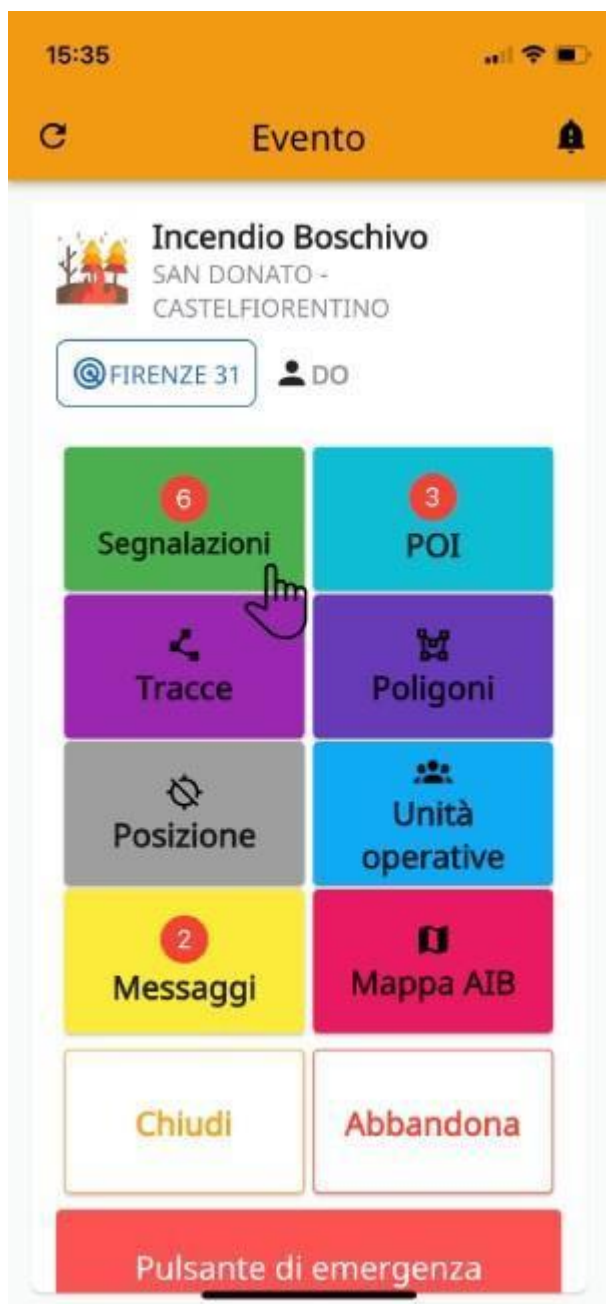 15:35
Evento
Incendio Boschivo
SAN DONATO -
CASTELFIORENTINO
FIRENZE 31 DO
6 3
Segnalazioni POI
Tracce Poligoni
Posizione Unità
operative
2
Messaggi Mappa AIB
Chiudi Abbandona
Pulsante di emergenza